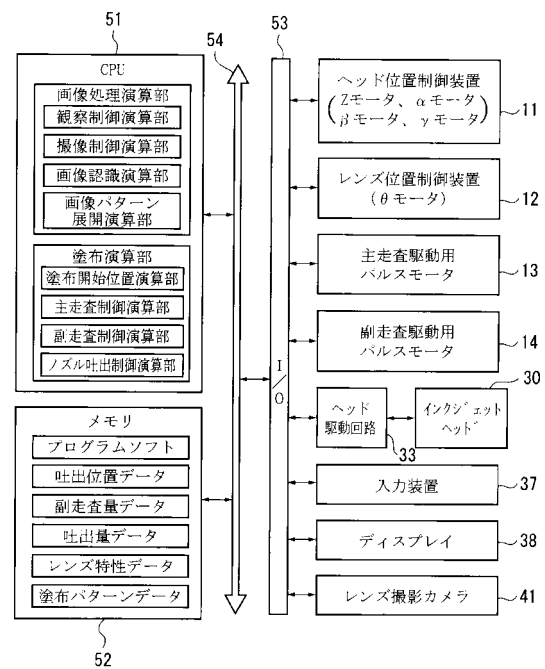 51
CPU
画像処理演算部
観察制御演算部
撮像制御演算部
画像認識演算部
画像パターン
展開演算部
塗布演算部
塗布開始位置演算部
主走査制御演算部
副走査制御演算部
ノズル吐出制御演算部
メモリ
プログラムソフト
吐出位置データ
副走査量データ
吐出量データ
レンズ特性データ
塗布パターンデータ
52
54
53
I/O
ヘッド位置制御装置
(Zモータ、αモータ
βモータ、γモータ)
11
レンズ位置制御装置
(θモータ)
12
主走査駆動用
パルスモータ
13
副走査駆動用
パルスモータ
14
ヘッド
駆動回路
33
インクジェット
ヘッド
30
入力装置
37
ディスプレイ
38
レンズ撮影カメラ
41